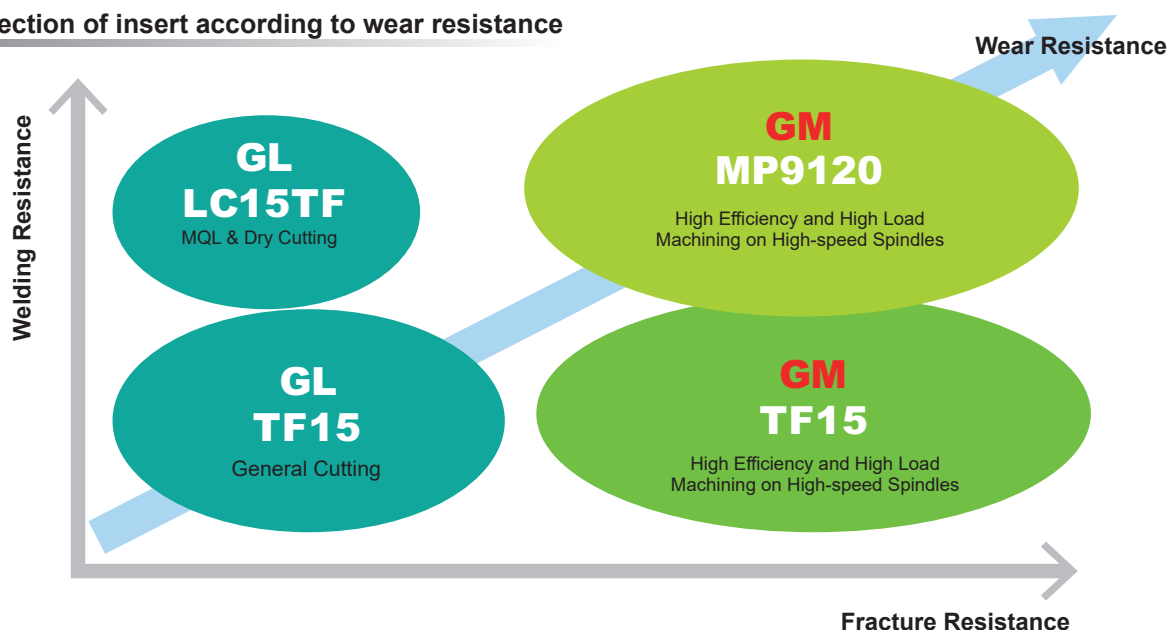 ection of insert according to wear resistance
Wear Resistance
Welding Resistance
GL
LC15TF
MQL & Dry Cutting
GM
MP9120
High Efficiency and High Load
Machining on High-speed Spindles
GL
TF15
General Cutting
GM
TF15
High Efficiency and High Load
Machining on High-speed Spindles
Fracture Resistance